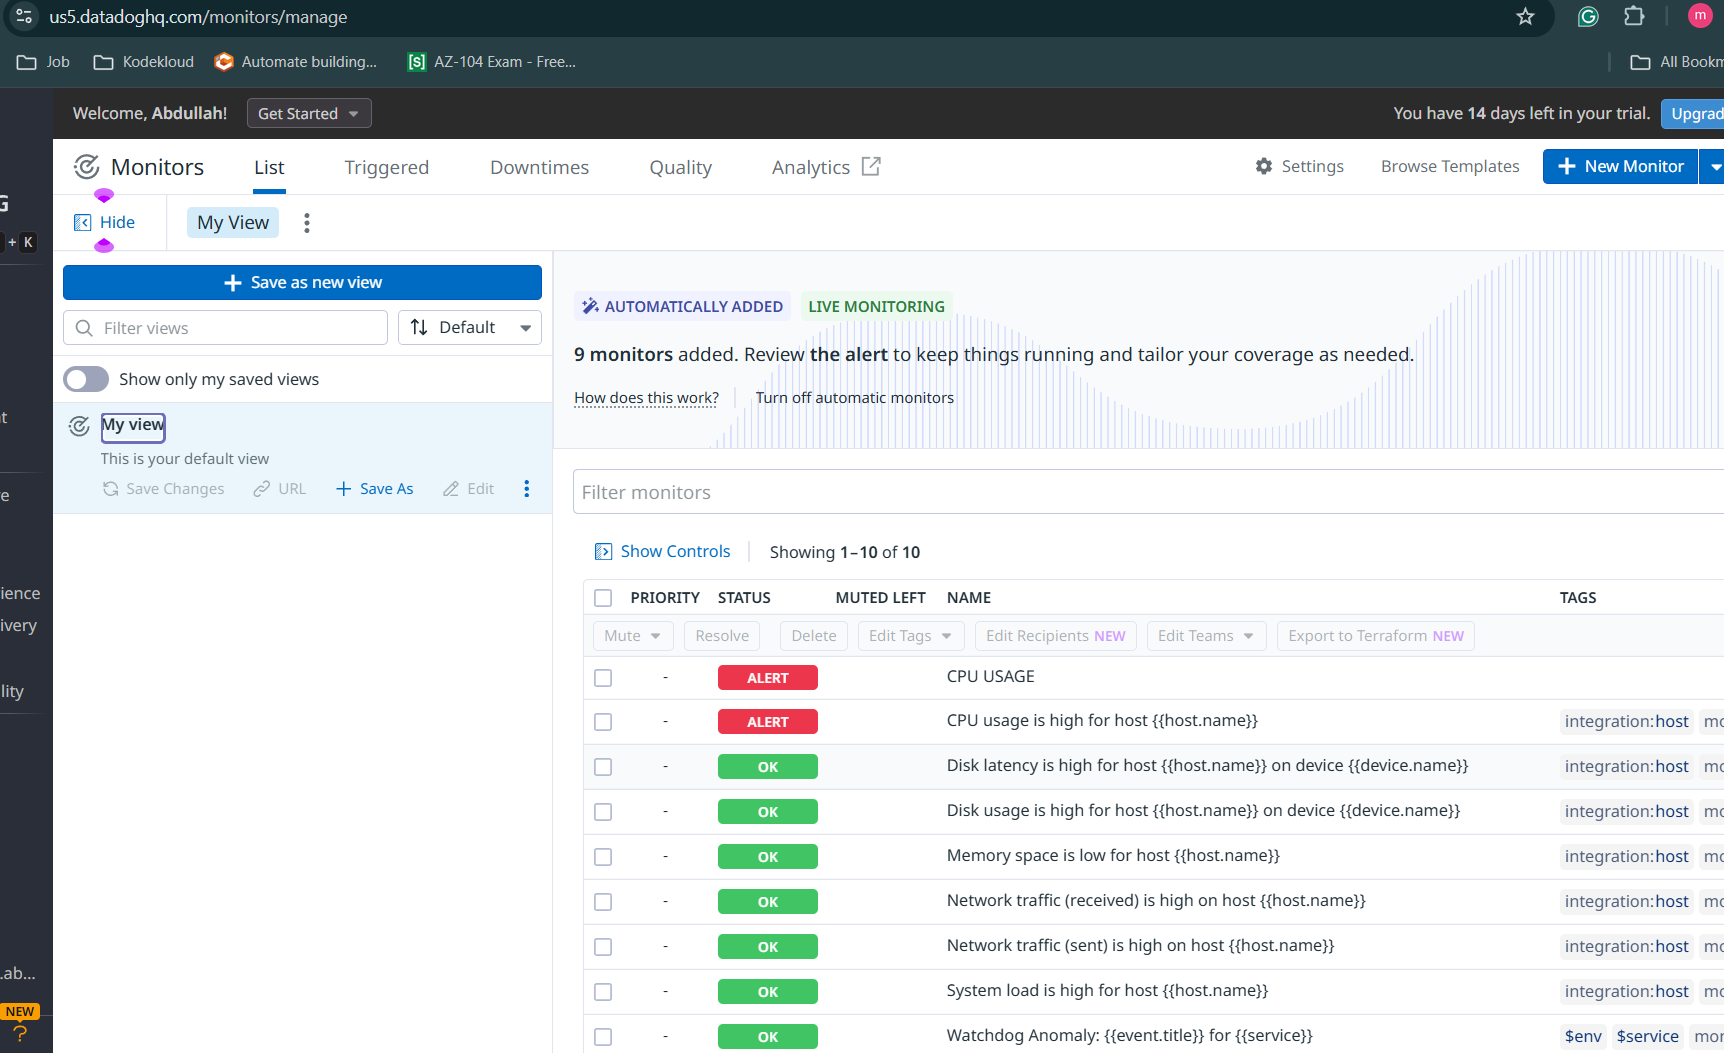 us5.datadoghq.com/monitors/manage
m
Job Kodekloud Automate building... AZ-104 Exam - Free... All Bookm
Welcome, Abdullah! Get Started You have 14 days left in your trial. Upgrad
Monitors List Triggered Downtimes Quality Analytics Settings Browse Templates + New Monitor
G
Hide My View
+ K
+ Save as new view
Filter views Default
Show only my saved views
My view
This is your default view
Save Changes URL + Save As Edit
AUTOMATICALLY ADDED LIVE MONITORING
9 monitors added. Review the alert to keep things running and tailor your coverage as needed.
How does this work? Turn off automatic monitors
Filter monitors
Show Controls Showing 1–10 of 10
PRIORITY STATUS MUTED LEFT NAME TAGS
Mute Resolve Delete Edit Tags Edit Recipients NEW Edit Teams Export to Terraform NEW
- ALERT CPU USAGE
- ALERT CPU usage is high for host {{host.name}} integration:host mo
- OK Disk latency is high for host {{host.name}} on device {{device.name}} integration:host mo
- OK Disk usage is high for host {{host.name}} on device {{device.name}} integration:host mo
- OK Memory space is low for host {{host.name}} integration:host mo
- OK Network traffic (received) is high on host {{host.name}} integration:host mo
- OK Network traffic (sent) is high on host {{host.name}} integration:host mo
- OK System load is high for host {{host.name}} integration:host mo
- OK Watchdog Anomaly: {{event.title}} for {{service}} $env $service mon
t
e
ience
ivery
lity
.ab...
NEW
?